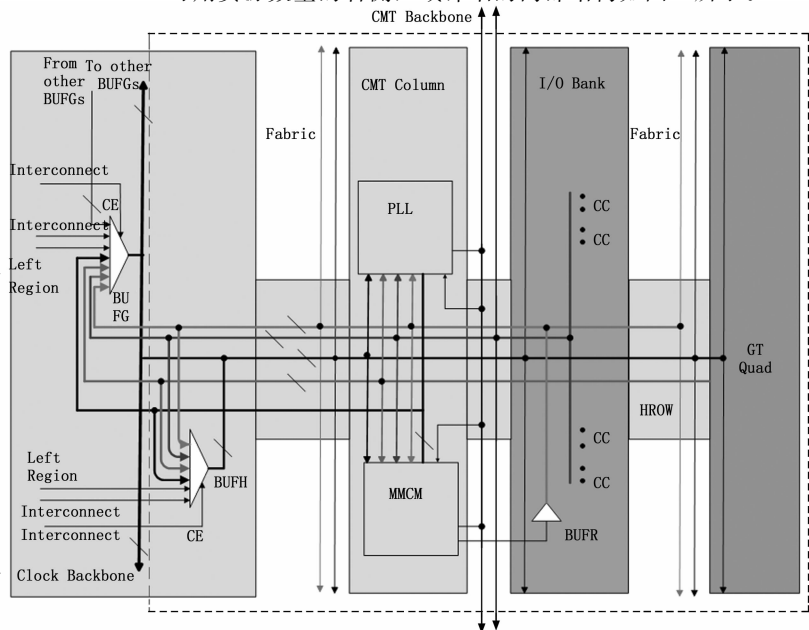 CMT Backbone
From
other
BUFGs
To other
BUFGs
CMT Column
I/O Bank
Fabric
Fabric
Interconnect
CE
PLL
CC
Interconnect
CC
Left
Region
BU
FG
GT
Quad
HROW
CC
Left
Region
BUFH
MMCM
CC
Interconnect
Interconnect
CE
BUFR
Clock Backbone